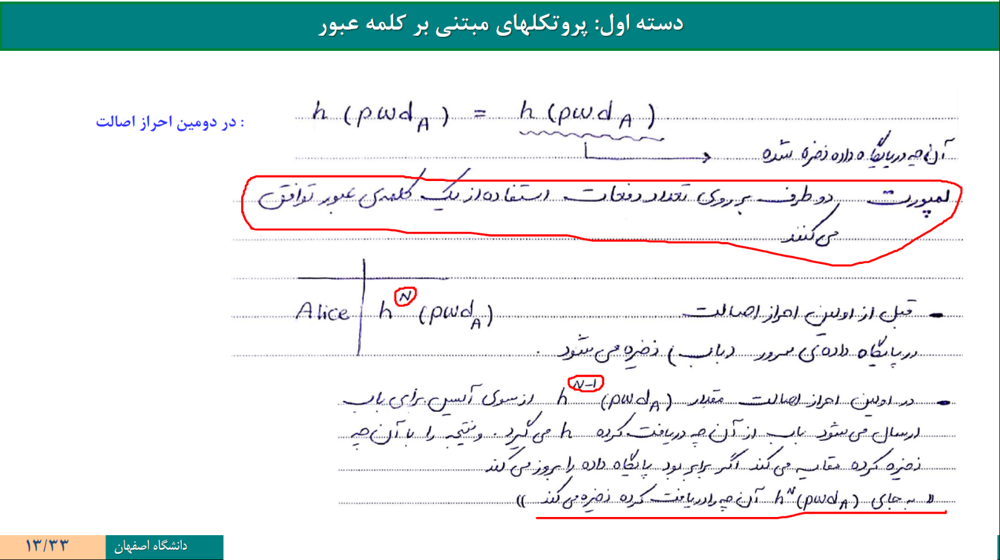 دسته اول: پروتکلهای مبتنی بر کلمه عبور
در دومین احراز اصالت :
h (pwd_A) = h (pwd_A)
آن چه در پایگاه داده ذخیره شده
لمپورت دو طرف بر روی تعداد دفعات استفاده از یک کلمه‌ی عبور توافق
می کنند
Alice | h^N (pwd_A)
- قبل از اولین احراز اصالت
در پایگاه داده‌ی سرور (باب) ذخیره می شود.
- در اولین احراز اصالت مقدار h^{N-1} (pwd_A) از سوی آلیس برای باب
ارسال می شود باب از آن چه دریافت کرده h می گیرد. و نتیجه را با آن چه
ذخیره کرده مقایسه می کند اگر برابر بود پایگاه داده را بروز می کند
(( به جای h^N (pwd_A) آن چه را دریافت کرده ذخیره می کند ))
دانشگاه اصفهان
۱۳/۳۳